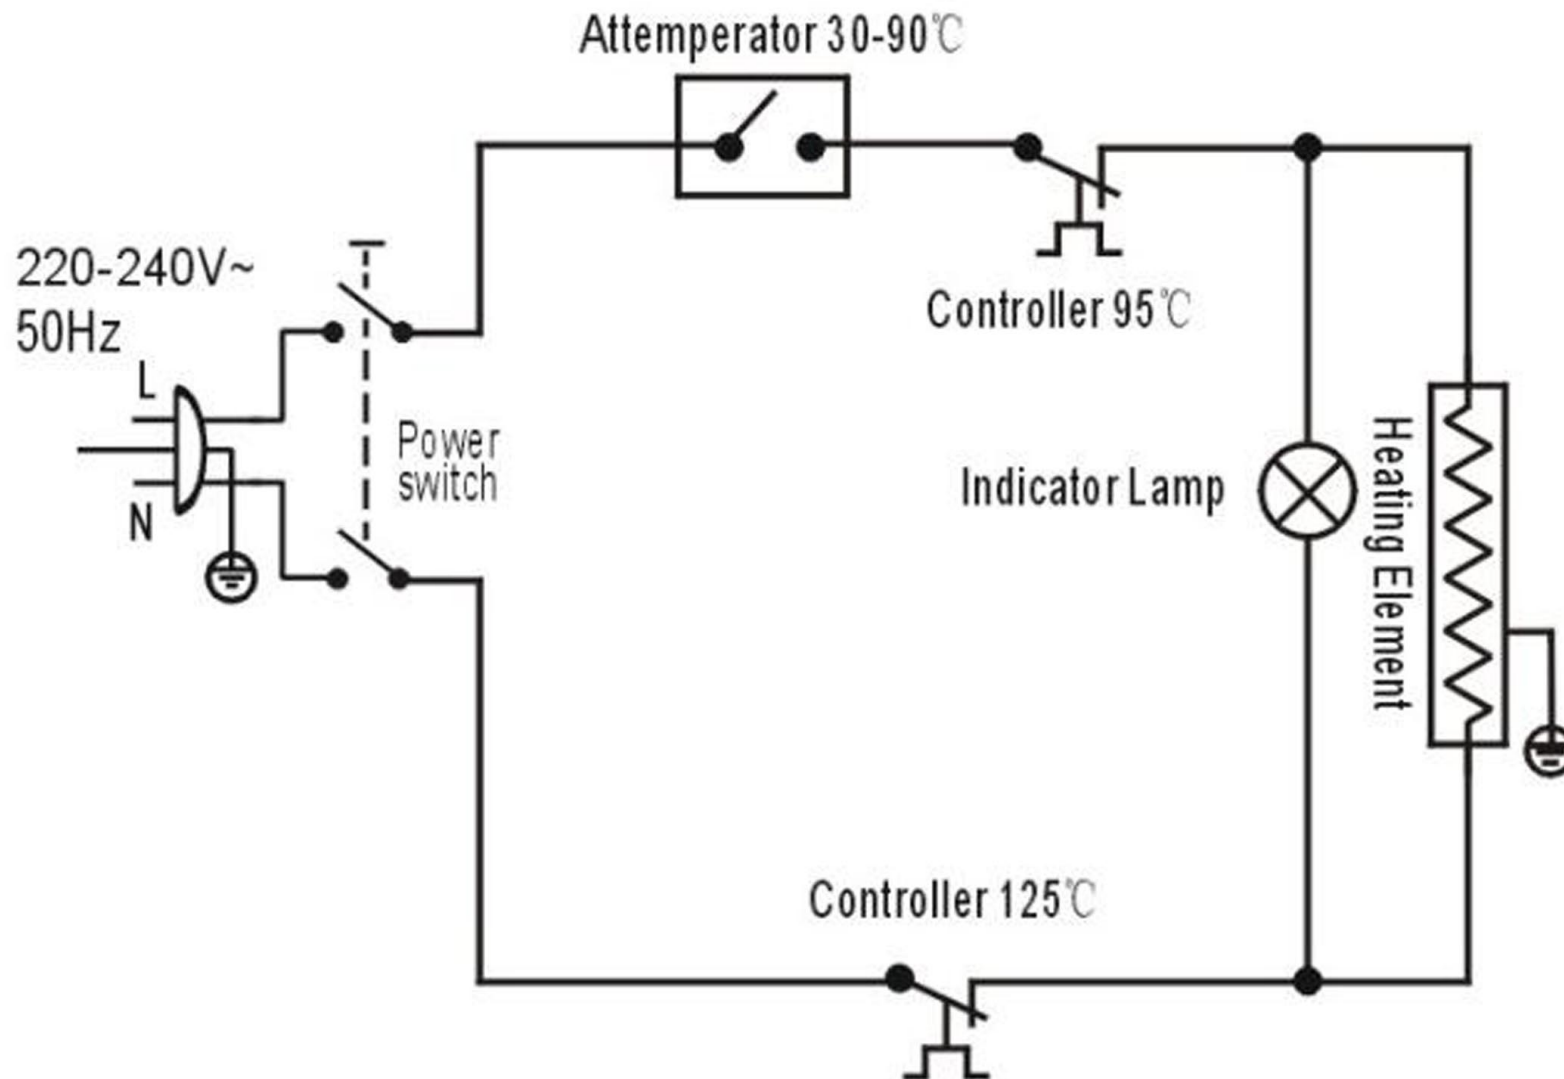 Attemperator 30-90℃
220-240V~
50Hz
L
N
Power
switch
Controller 95℃
Indicator Lamp
Heating Element
Controller 125℃